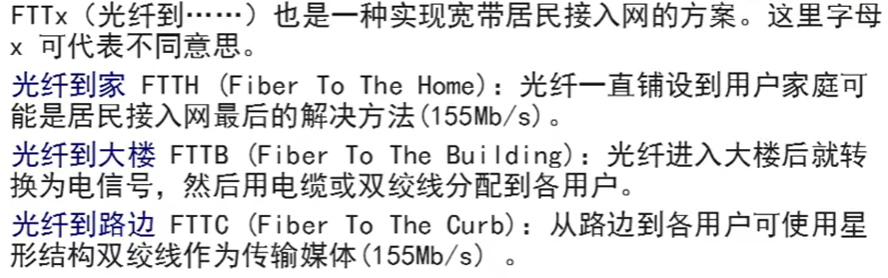 FTTx（光纤到……）也是一种实现宽带居民接入网的方案。这里字母
x 可代表不同意思。
光纤到家 FTTH (Fiber To The Home)：光纤一直铺设到用户家庭可
能是居民接入网最后的解决方法(155Mb/s)。
光纤到大楼 FTTB (Fiber To The Building)：光纤进入大楼后就转
换为电信号，然后用电缆或双绞线分配到各用户。
光纤到路边 FTTC (Fiber To The Curb)：从路边到各用户可使用星
形结构双绞线作为传输媒体(155Mb/s) 。